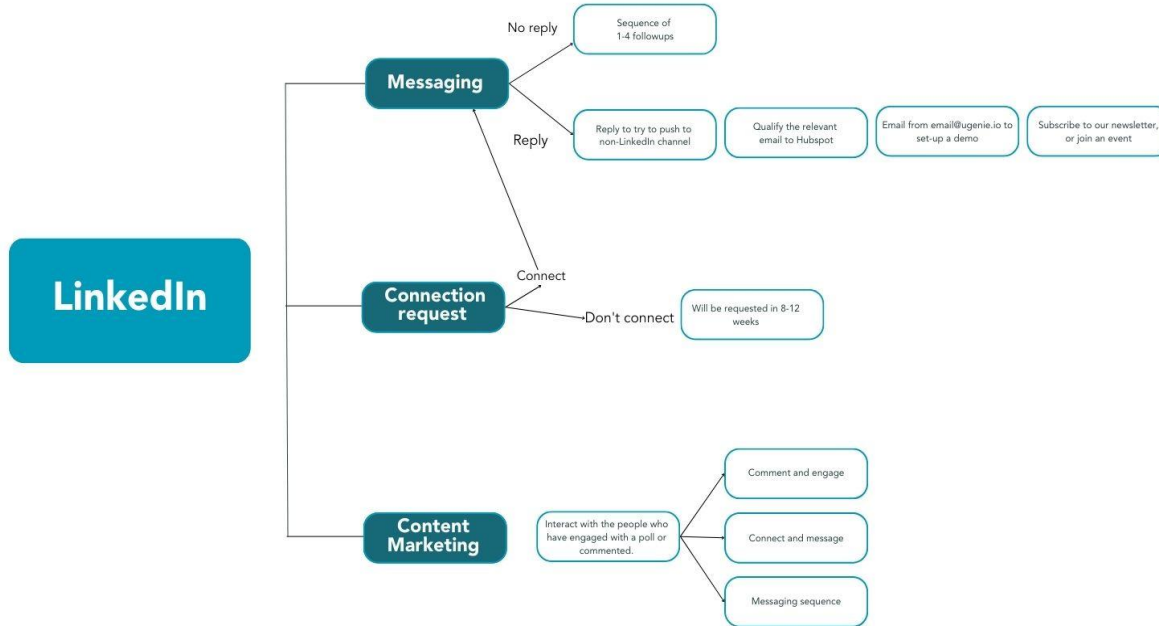 No reply
Sequence of
1-4 followups
Messaging
Reply
Reply to try to push to
non-LinkedIn channel
Qualify the relevant
email to Hubspot
Email from email@ugenie.io to
set-up a demo
Subscribe to our newsletter,
or join an event
LinkedIn
Connect
Connection
request
Don't connect
Will be requested in 8-12
weeks
Comment and engage
Content
Marketing
Interact with the people who
have engaged with a poll or
commented.
Connect and message
Messaging sequence